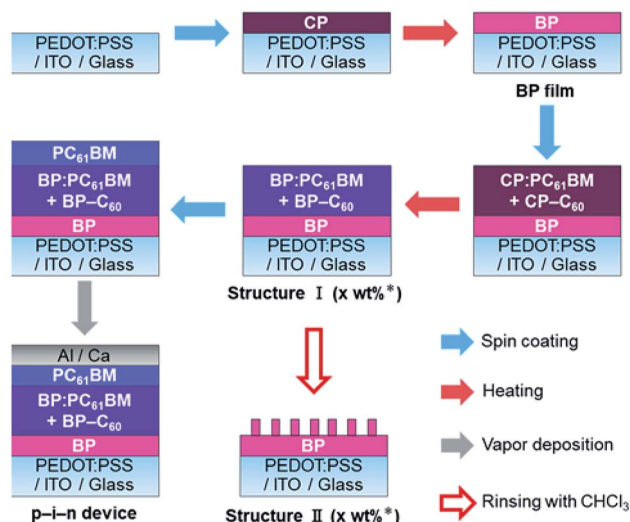 PEDOT:PSS
/ ITO / Glass
CP
PEDOT:PSS
/ ITO / Glass
BP
PEDOT:PSS
/ ITO / Glass
BP film
PC₆₁BM
BP:PC₆₁BM
+ BP–C₆₀
BP
PEDOT:PSS
/ ITO / Glass
BP:PC₆₁BM
+ BP–C₆₀
BP
PEDOT:PSS
/ ITO / Glass
Structure Ⅰ (x wt%*)
CP:PC₆₁BM
+ CP–C₆₀
BP
PEDOT:PSS
/ ITO / Glass
Al / Ca
PC₆₁BM
BP:PC₆₁BM
+ BP–C₆₀
BP
PEDOT:PSS
/ ITO / Glass
p–i–n device
BP
PEDOT:PSS
/ ITO / Glass
Structure Ⅱ (x wt%*)
Spin coating
Heating
Vapor deposition
Rinsing with CHCl₃